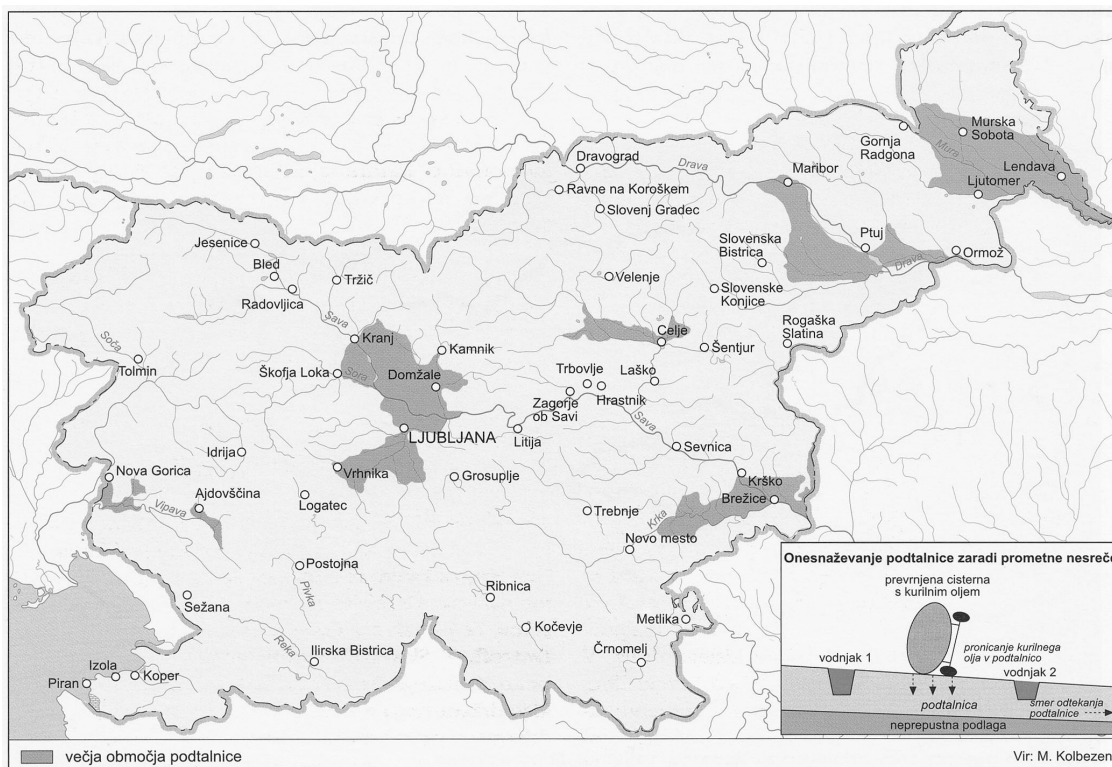 Murska
Sobota
Gornja
Radgona
Mura
Lendava
Ljutomer
Dravograd
Drava
Maribor
Ravne na Koroškem
Slovenj Gradec
Jesenice
Bled
Tržič
Radovljica
Velenje
Slovenska
Bistrica
Ptuj
Slovenske
Konjice
Drava
Ormož
Soča
Sava
Kranj
Kamnik
Celje
Šentjur
Rogaška
Slatina
Tolmin
Škofja Loka
Sora
Domžale
Trbovlje
Laško
Zagorje
ob Savi
Hrastnik
Sava
LJUBLJANA
Litija
Idrija
Sevnica
Nova Gorica
Vrhnika
Grosuplje
Krško
Brežice
Ajdovščina
Vipava
Logatec
Trebnje
Krka
Novo mesto
Postojna
Pivka
Ribnica
Sežana
Metlika
Kočevje
Reka
Ilirska Bistrica
Črnomelj
Izola
Koper
Piran
Onesnaževanje podtalnice zaradi prometne nesreče
prevrnjena cisterna
s kurilnim oljem
pronicanje kurilnega
olja v podtalnico
vodnjak 1
vodnjak 2
podtalnica
smer odtekanja
podtalnice
neprepustna podlaga
večja območja podtalnice
Vir: M. Kolbezen